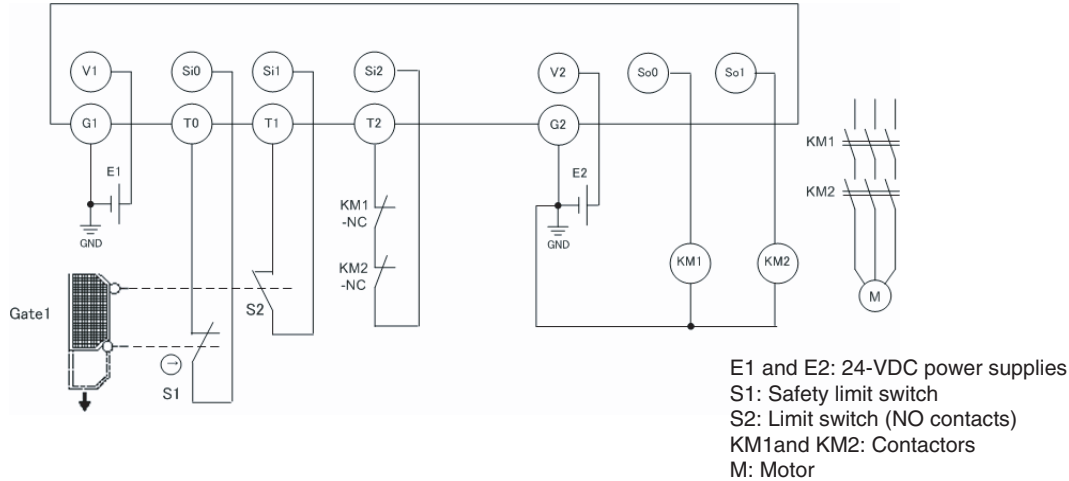 V1
Si0
Si1
Si2
V2
So0
So1
G1
T0
T1
T2
G2
KM1
E1
E2
KM2
KM1
-NC
GND
GND
KM2
-NC
KM1
KM2
S2
M
Gate1
S1
E1 and E2: 24-VDC power supplies
S1: Safety limit switch
S2: Limit switch (NO contacts)
KM1and KM2: Contactors
M: Motor